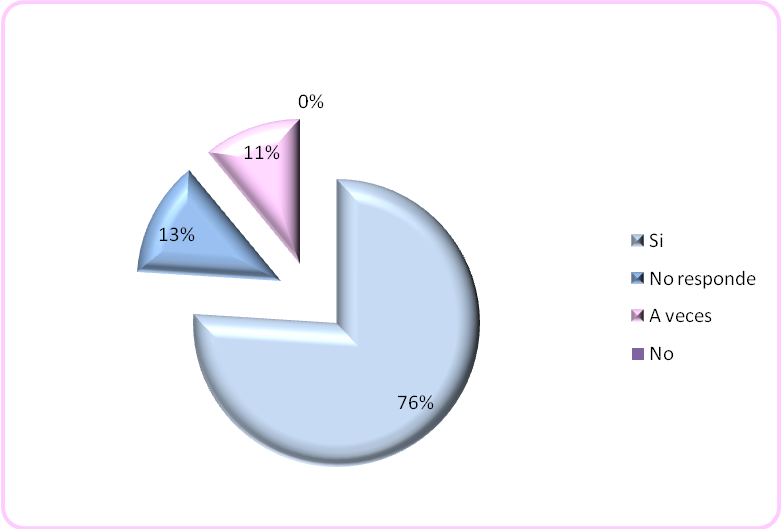 0%
11%
13%
76%
Si
No responde
A veces
No